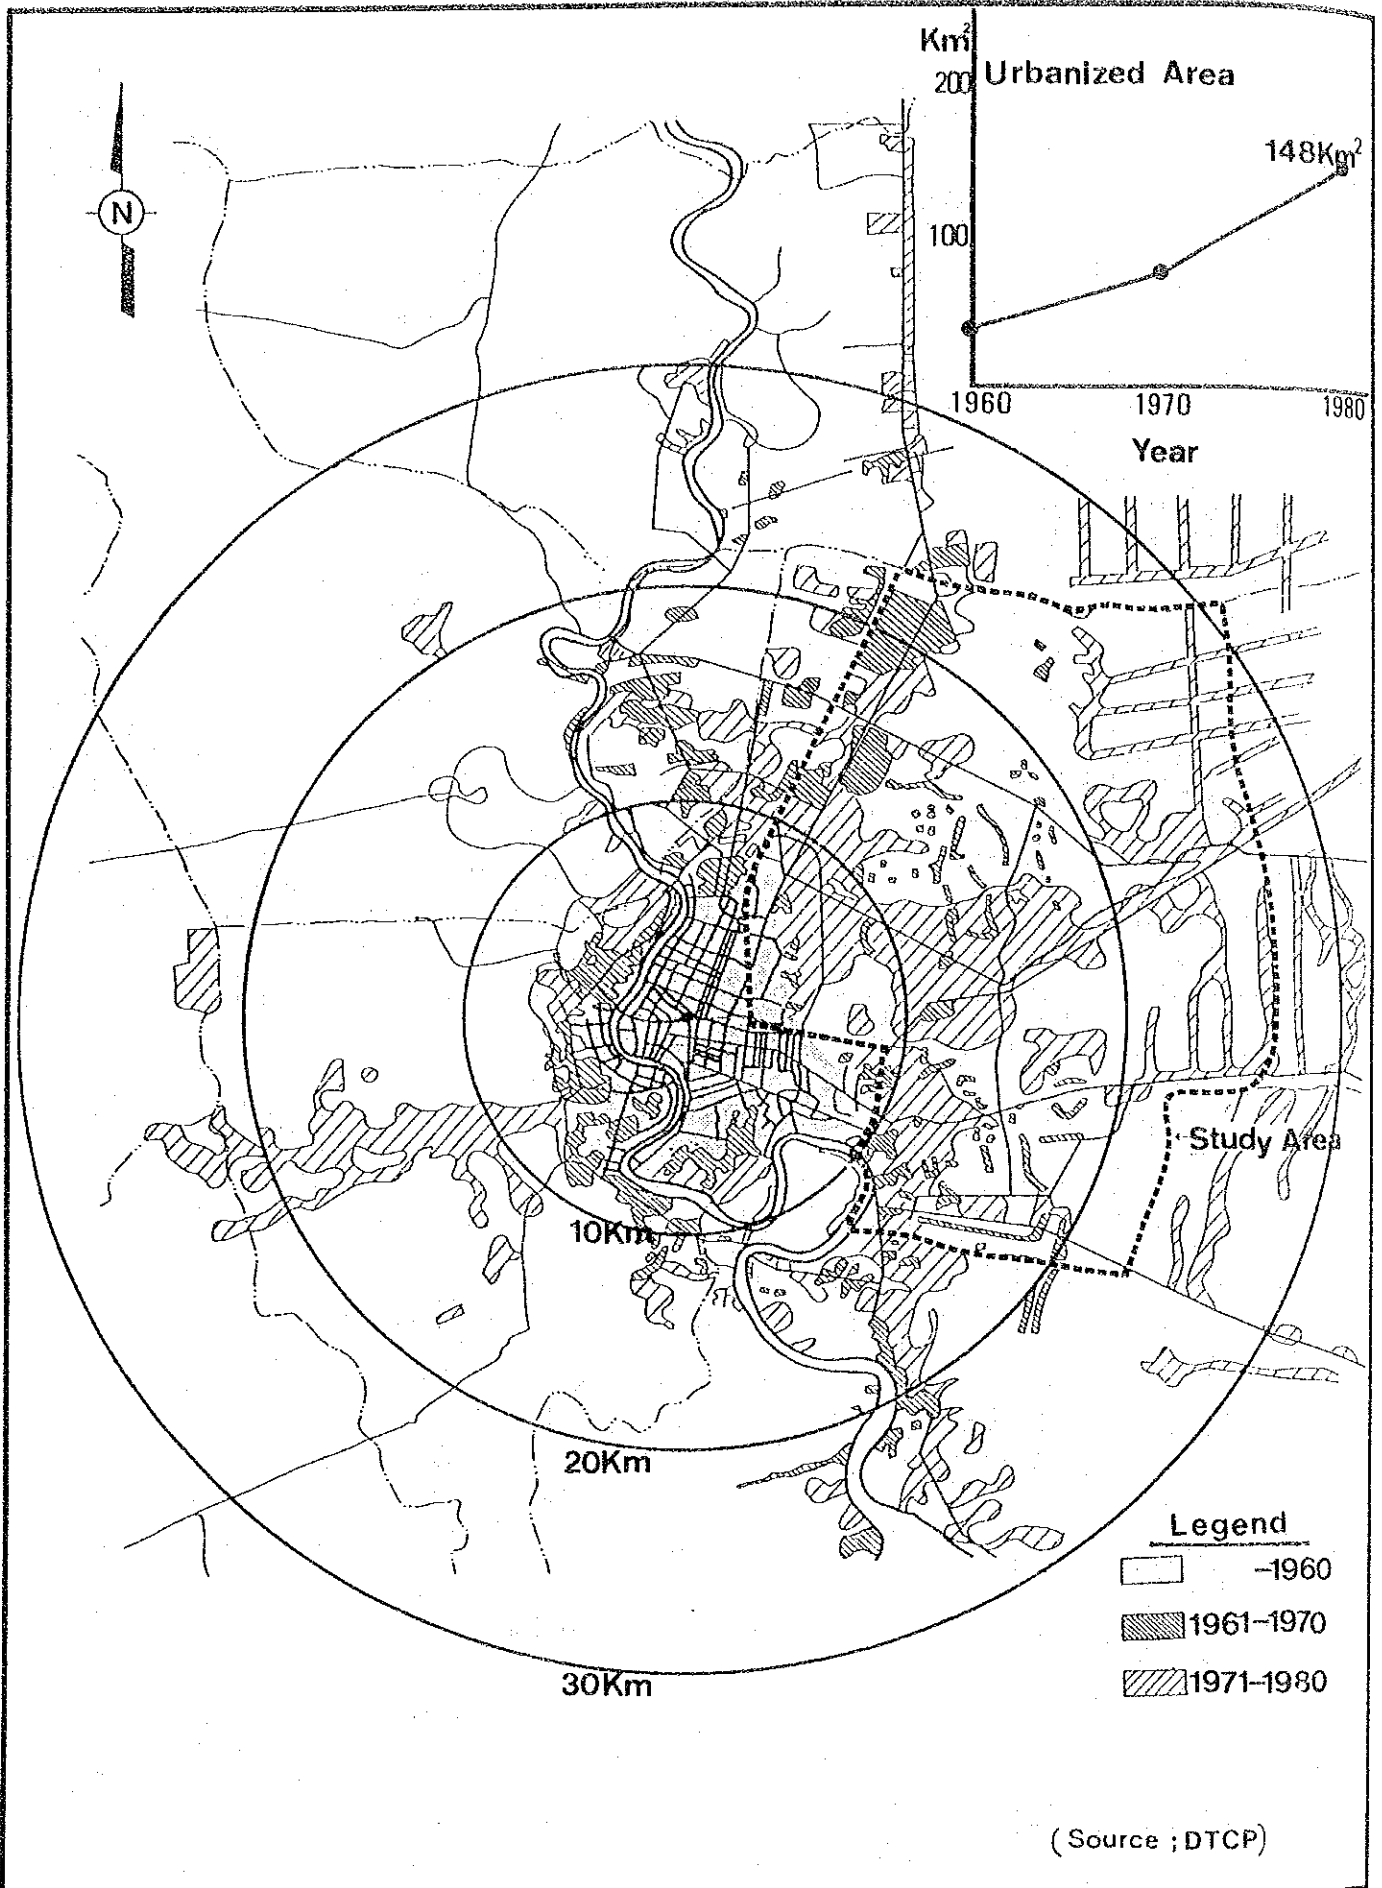 Km²
200
Urbanized Area
148Km²
N
100
1960
1970
1980
Year
Study Area
10Km
20Km
30Km
Legend
–1960
1961–1970
1971–1980
(Source ; DTCP)